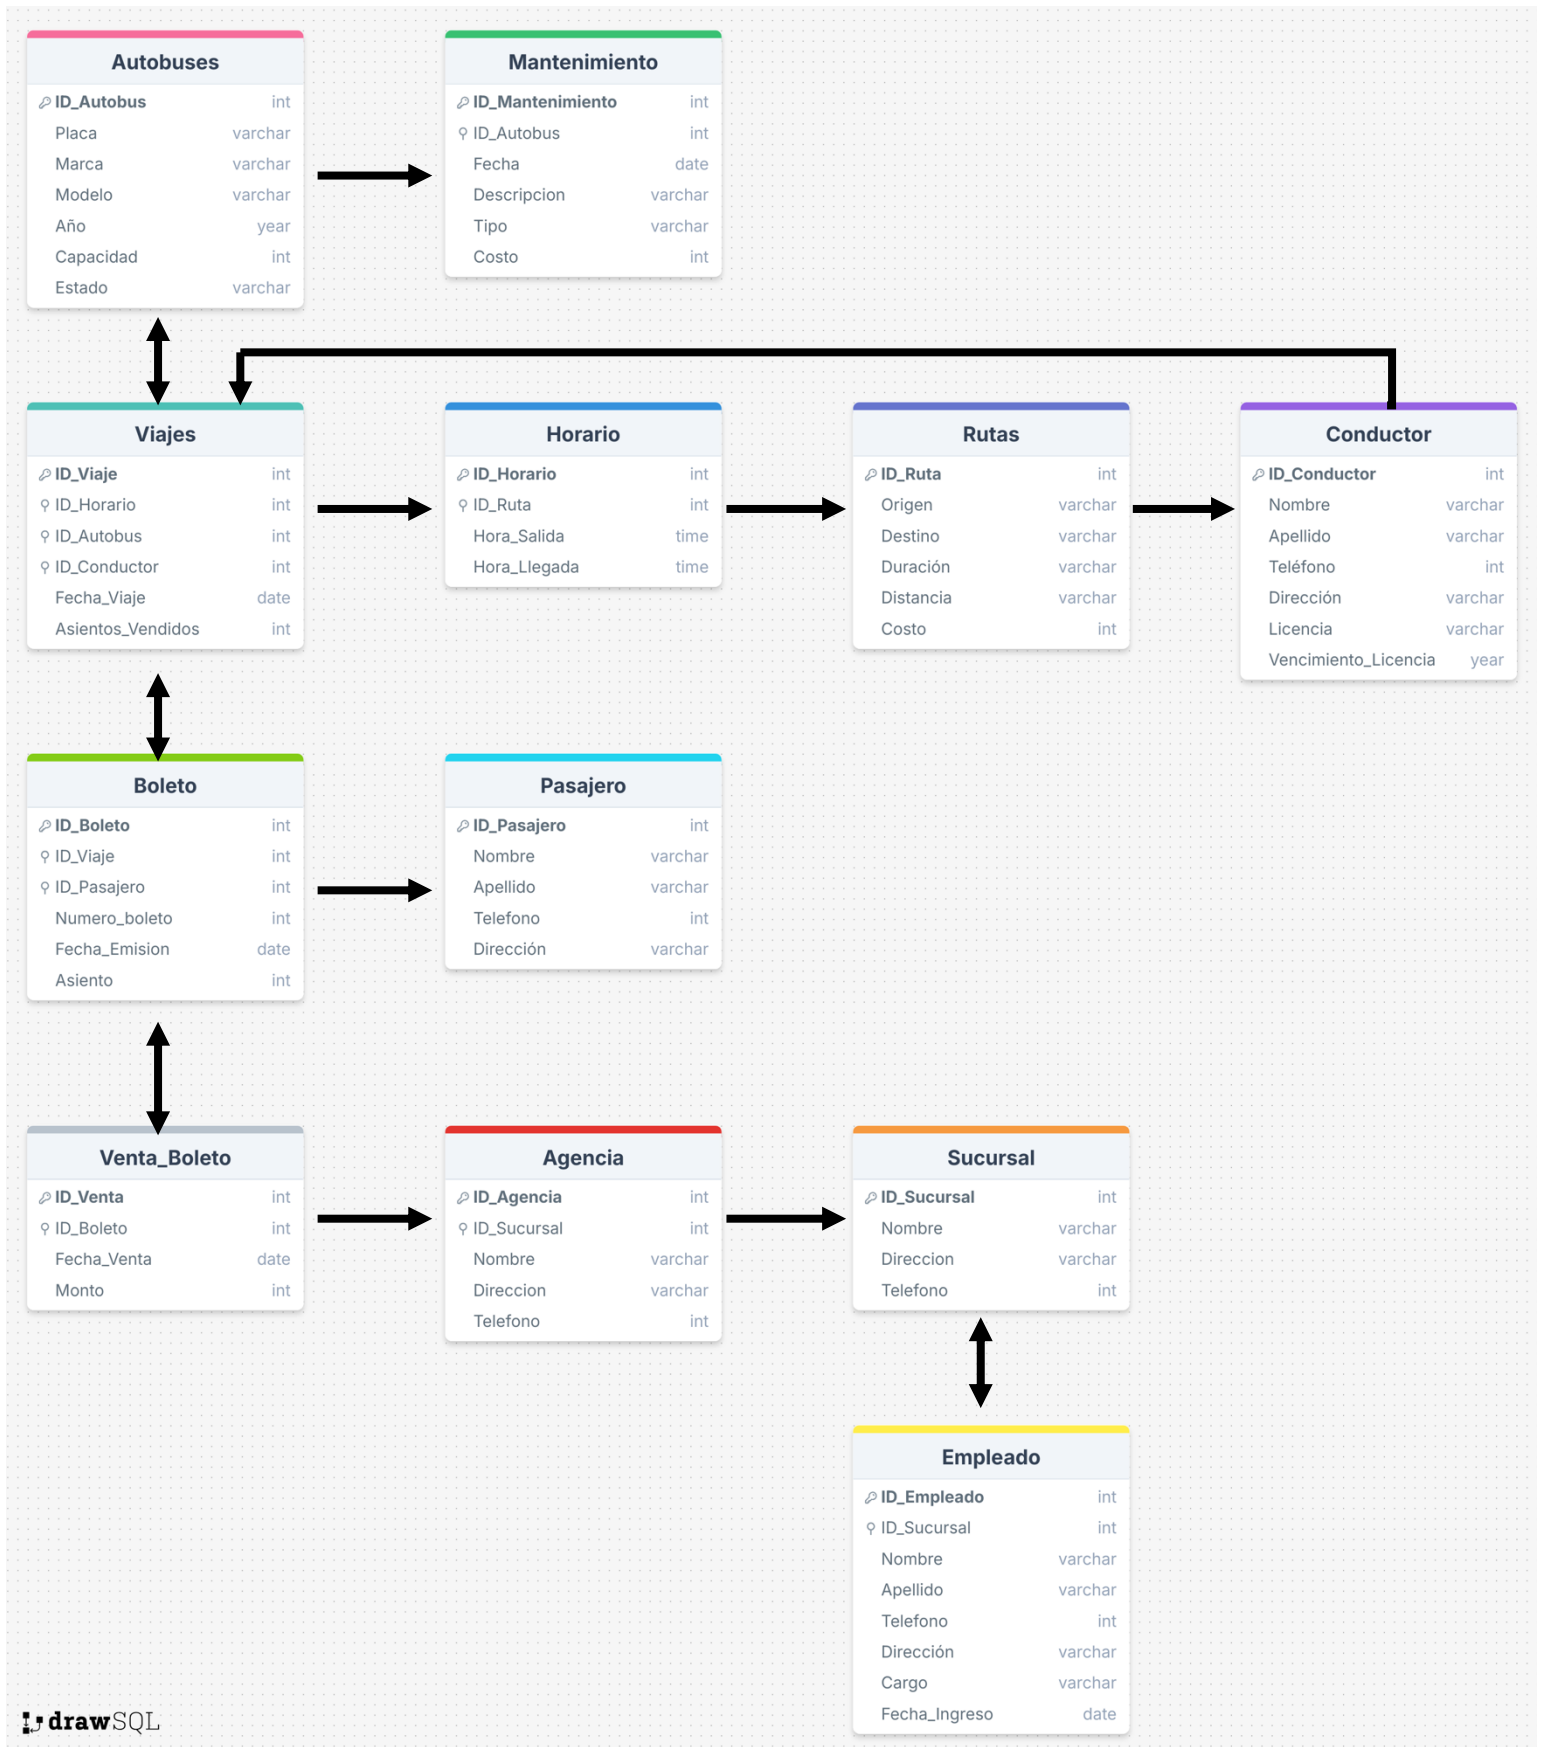 Autobuses
ID_Autobus int
Placa varchar
Marca varchar
Modelo varchar
Año year
Capacidad int
Estado varchar
Mantenimiento
ID_Mantenimiento int
ID_Autobus int
Fecha date
Descripcion varchar
Tipo varchar
Costo int
Viajes
ID_Viaje int
ID_Horario int
ID_Autobus int
ID_Conductor int
Fecha_Viaje date
Asientos_Vendidos int
Horario
ID_Horario int
ID_Ruta int
Hora_Salida time
Hora_Llegada time
Rutas
ID_Ruta int
Origen varchar
Destino varchar
Duración varchar
Distancia varchar
Costo int
Conductor
ID_Conductor int
Nombre varchar
Apellido varchar
Teléfono int
Dirección varchar
Licencia varchar
Vencimiento_Licencia year
Boleto
ID_Boleto int
ID_Viaje int
ID_Pasajero int
Numero_boleto int
Fecha_Emision date
Asiento int
Pasajero
ID_Pasajero int
Nombre varchar
Apellido varchar
Telefono int
Dirección varchar
Venta_Boleto
ID_Venta int
ID_Boleto int
Fecha_Venta date
Monto int
Agencia
ID_Agencia int
ID_Sucursal int
Nombre varchar
Direccion varchar
Telefono int
Sucursal
ID_Sucursal int
Nombre varchar
Direccion varchar
Telefono int
Empleado
ID_Empleado int
ID_Sucursal int
Nombre varchar
Apellido varchar
Telefono int
Dirección varchar
Cargo varchar
Fecha_Ingreso date
drawSQL